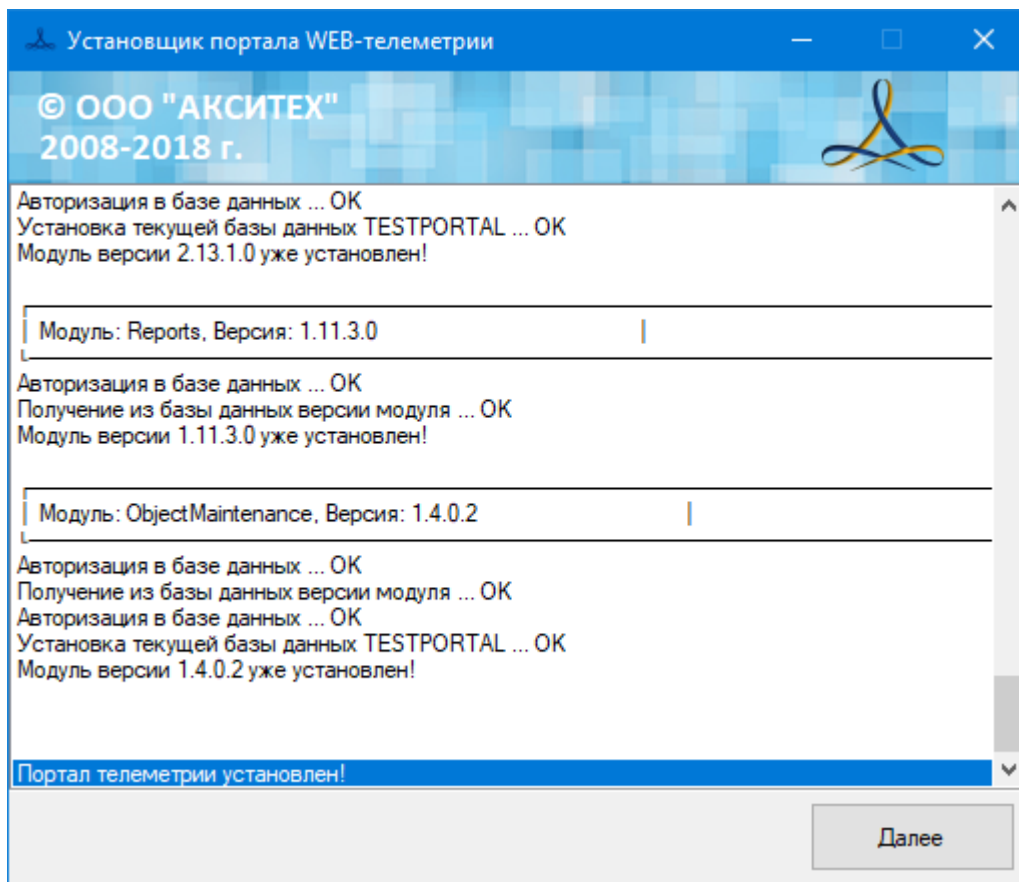 Установщик портала WEB-телеметрии
© ООО "АКСИТЕХ"
2008-2018 г.
Авторизация в базе данных ... OK
Установка текущей базы данных TESTPORTAL ... OK
Модуль версии 2.13.1.0 уже установлен!
Модуль: Reports, Версия: 1.11.3.0
Авторизация в базе данных ... OK
Получение из базы данных версии модуля ... OK
Модуль версии 1.11.3.0 уже установлен!
Модуль: ObjectMaintenance, Версия: 1.4.0.2
Авторизация в базе данных ... OK
Получение из базы данных версии модуля ... OK
Авторизация в базе данных ... OK
Установка текущей базы данных TESTPORTAL ... OK
Модуль версии 1.4.0.2 уже установлен!
Портал телеметрии установлен!
Далее